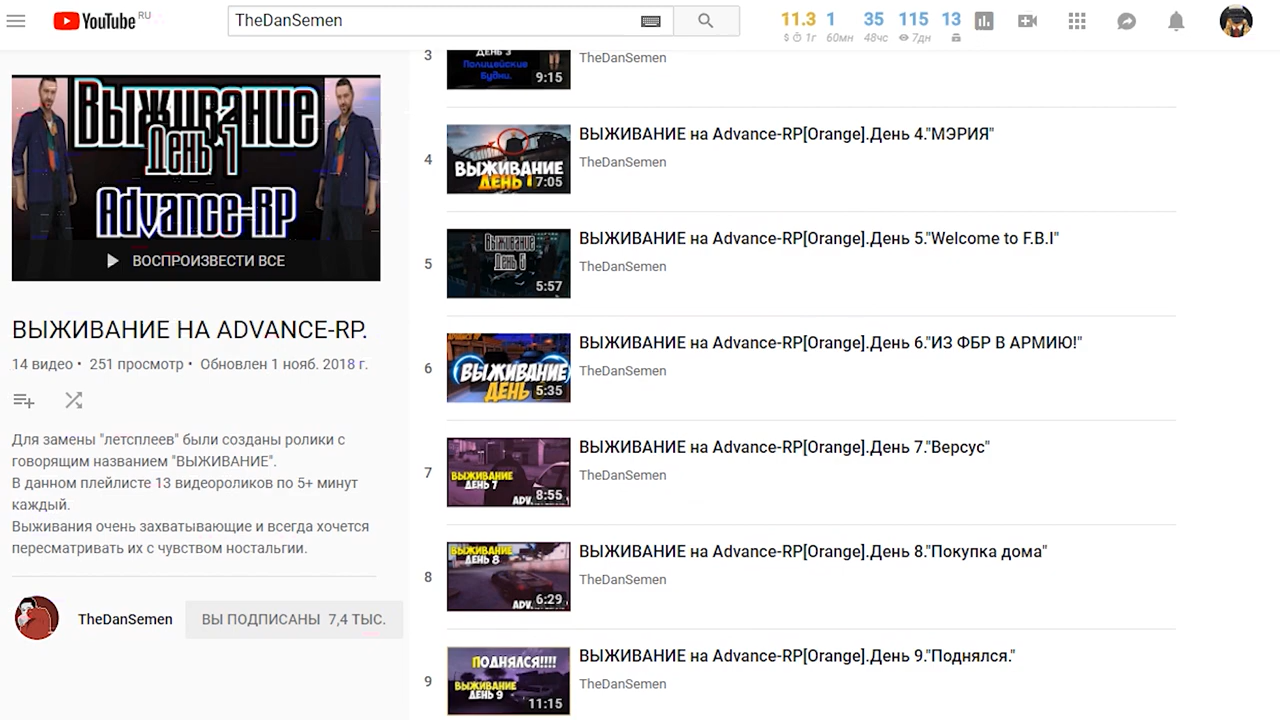 YouTube RU
TheDanSemen
11.3 1 35 115 13
$ 1г 60мн 48чс 7дн
Выживание
День 1
Advance-RP
ВОСПРОИЗВЕСТИ ВСЕ
ВЫЖИВАНИЕ НА ADVANCE-RP.
14 видео • 251 просмотр • Обновлен 1 нояб. 2018 г.
Для замены "летсплеев" были созданы ролики с
говорящим названием "ВЫЖИВАНИЕ".
В данном плейлисте 13 видеороликов по 5+ минут
каждый.
Выживания очень захватывающие и всегда хочется
пересматривать их с чувством ностальгии.
TheDanSemen
ВЫ ПОДПИСАНЫ 7,4 ТЫС.
3
ДЕНЬ 3
Полицейские
Будни.
9:15
TheDanSemen
4
ВЫЖИВАНИЕ
ДЕНЬ
7:05
ВЫЖИВАНИЕ на Advance-RP[Orange].День 4."МЭРИЯ"
TheDanSemen
5
Выживание
День 5
5:57
ВЫЖИВАНИЕ на Advance-RP[Orange].День 5."Welcome to F.B.I"
TheDanSemen
6
ВЫЖИВАНИЕ
ДЕНЬ
5:35
ВЫЖИВАНИЕ на Advance-RP[Orange].День 6."ИЗ ФБР В АРМИЮ!"
TheDanSemen
7
ВЫЖИВАНИЕ
ДЕНЬ 7
8:55
ADV
ВЫЖИВАНИЕ на Advance-RP[Orange].День 7."Версус"
TheDanSemen
8
ВЫЖИВАНИЕ
ДЕНЬ 8
6:29
ADV
ВЫЖИВАНИЕ на Advance-RP[Orange].День 8."Покупка дома"
TheDanSemen
9
ПОДНЯЛСЯ!!!!
ВЫЖИВАНИЕ
ДЕНЬ 9
11:15
ВЫЖИВАНИЕ на Advance-RP[Orange].День 9."Поднялся."
TheDanSemen